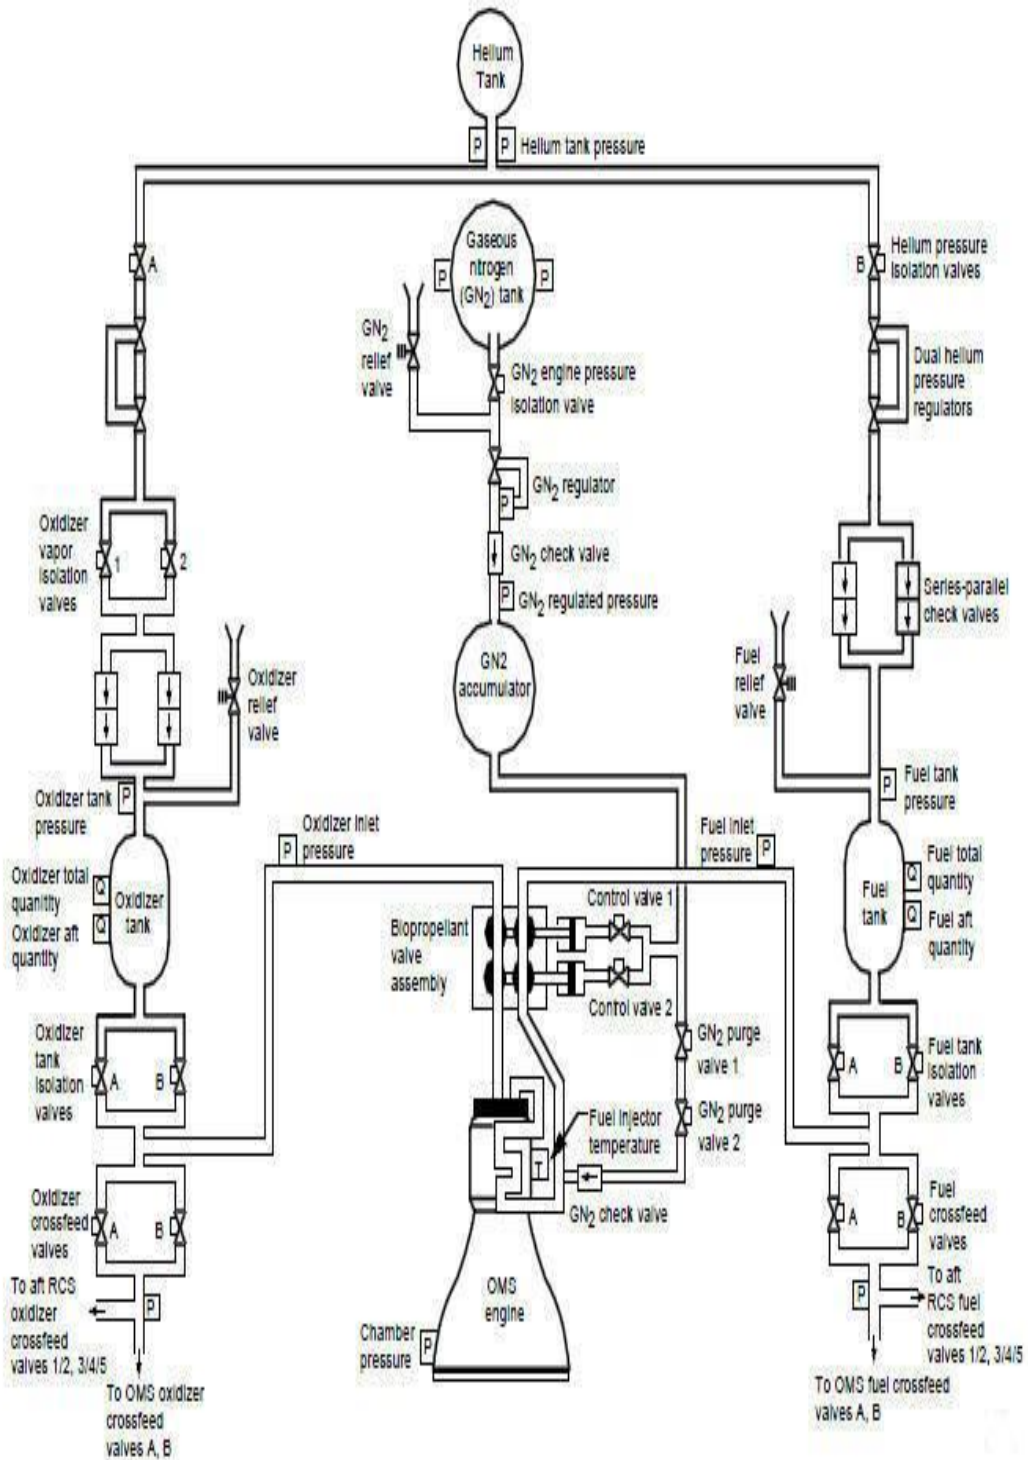 Helium
Tank
P
P
Helium tank pressure
Gaseous
nitrogen
(GN2) tank
P
P
A
B
Helium pressure
isolation valves
GN2
relief
valve
GN2 engine pressure
isolation valve
Dual helium
pressure
regulators
P
GN2 regulator
Oxidizer
vapor
isolation
valves
1
2
GN2 check valve
P
GN2 regulated pressure
Series-parallel
check valves
GN2
accumulator
Oxidizer
relief
valve
Fuel
relief
valve
Oxidizer tank
pressure
P
P
Fuel tank
pressure
P
Oxidizer inlet
pressure
Fuel inlet
pressure
P
Oxidizer total
quanitity
Q
Oxidizer aft
quantity
Q
Oxidizer
tank
Fuel
tank
Q
Fuel total
quantity
Q
Fuel aft
quantity
Biopropellant
valve
assembly
Control valve 1
Control valve 2
Oxidizer
tank
isolation
valves
A
B
GN2 purge
valve 1
GN2 purge
valve 2
A
B
Fuel tank
isolation
valves
Fuel injector
temperature
T
GN2 check valve
Oxidizer
crossfeed
valves
A
B
A
B
Fuel
crossfeed
valves
To aft RCS
oxidizer
crossfeed
valves 1/2, 3/4/5
P
OMS
engine
Chamber
pressure
P
P
To aft
RCS fuel
crossfeed
valves 1/2, 3/4/5
To OMS oxidizer
crossfeed
valves A, B
To OMS fuel crossfeed
valves A, B